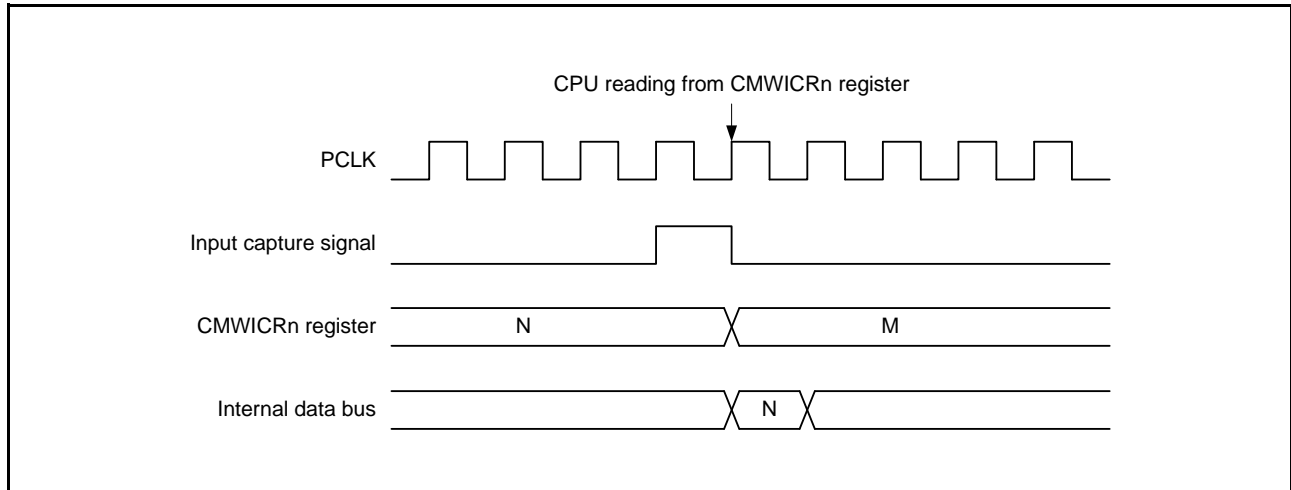 CPU reading from CMWICRn register
PCLK
Input capture signal
CMWICRn register
N
M
Internal data bus
N